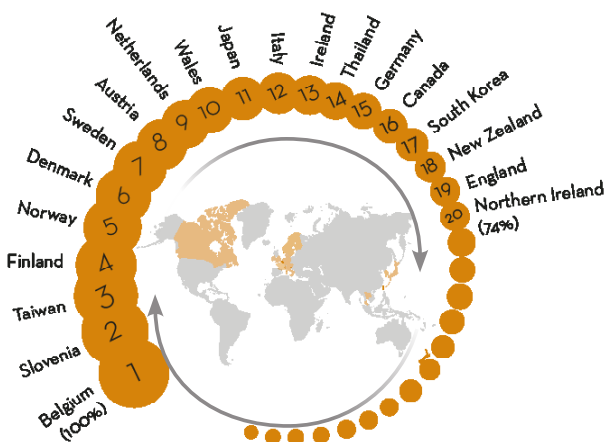 1
Belgium
(100%)
2
Slovenia
3
Taiwan
4
Finland
5
Norway
6
Denmark
7
Sweden
8
Austria
9
Netherlands
10
Wales
11
Japan
12
Italy
13
Ireland
14
Thailand
15
Germany
16
Canada
17
South Korea
18
New Zealand
19
England
20
Northern Ireland
(74%)